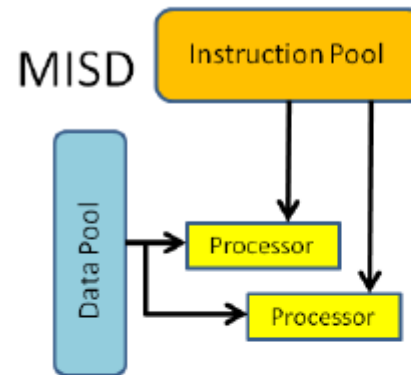 MISD
Instruction Pool
Data Pool
Processor
Processor